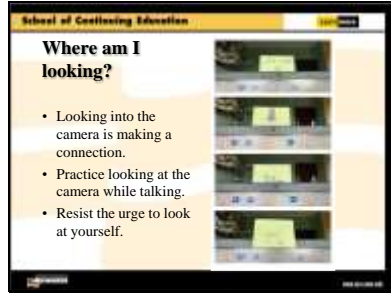 School of Continuing Education
Where am I
looking?
• Looking into the
camera is making a
connection.
• Practice looking at the
camera while talking.
• Resist the urge to look
at yourself.